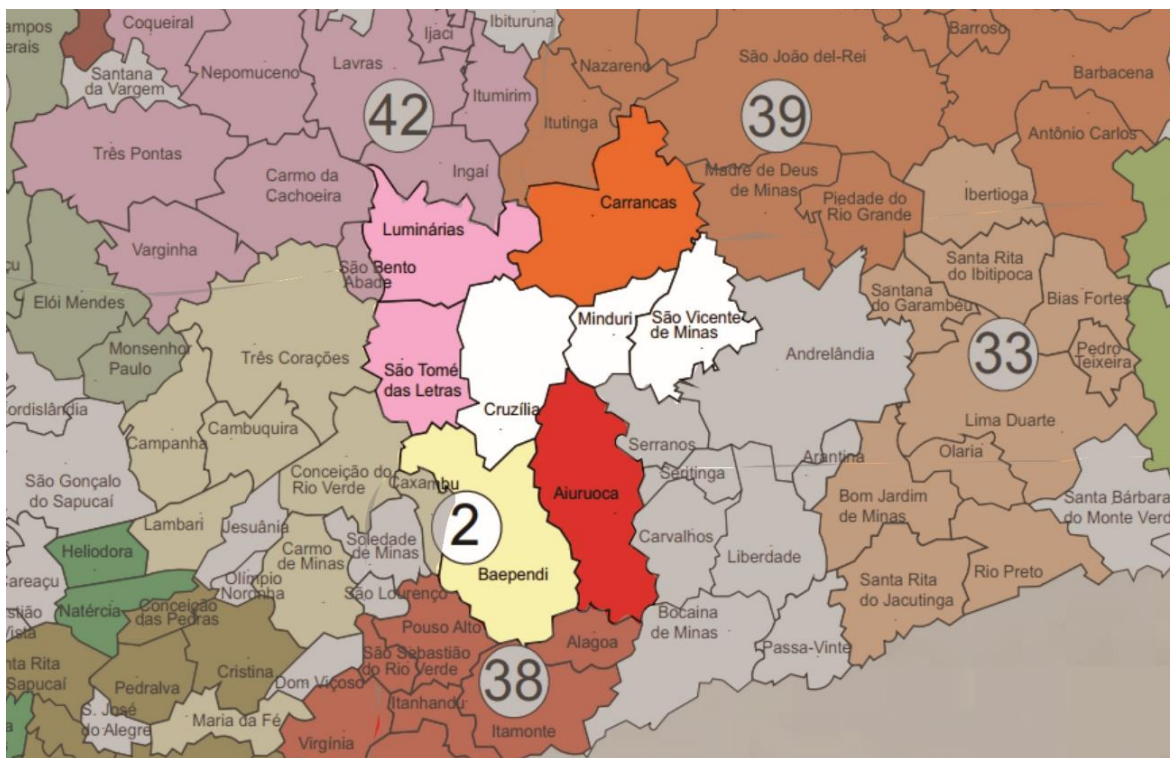 Coqueiral
Ijaci
Ibituruna
Barroso
Nepomuceno
Lavras
Nazareno
São João del-Rei
Barbacena
Santana
da Vargem
Itumirim
42
Itutinga
39
Antônio Carlos
Três Pontas
Carmo da
Cachoeira
Ingaí
Madre de Deus
de Minas
Ibertioga
Carrancas
Piedade do
Rio Grande
Luminárias
Varginha
São Bento
Abade
Santa Rita
do Ibitipoca
Elói Mendes
Santana
do Garambéu
Bias Fortes
Minduri
São Vicente
de Minas
Monsenhor
Paulo
Três Corações
Andrelândia
33
Pedro
Teixeira
São Tomé
das Letras
Cruzília
Cordislândia
Campanha
Cambuquira
Serranos
Lima Duarte
Arantina
Olaria
São Gonçalo
do Sapucaí
Conceição do
Rio Verde
Caxambu
Seritinga
Aiuruoca
Bom Jardim
de Minas
Santa Bárbara
do Monte Verd
Lambari
Jesuânia
2
Soledade
de Minas
Carvalhos
Heliodora
Carmo
de Minas
Liberdade
Careaçu
Olímpio
Noronha
Baependi
Santa Rita
do Jacutinga
Rio Preto
São Lourenço
Natércia
Conceição
das Pedras
Bocaina
de Minas
Pouso Alto
Alagoa
Passa-Vinte
São Sebastião
do Rio Verde
Cristina
38
Pedralva
Dom Viçoso
Itanhandu
S. José
do Alegre
Maria da Fé
Virgínia
Itamonte